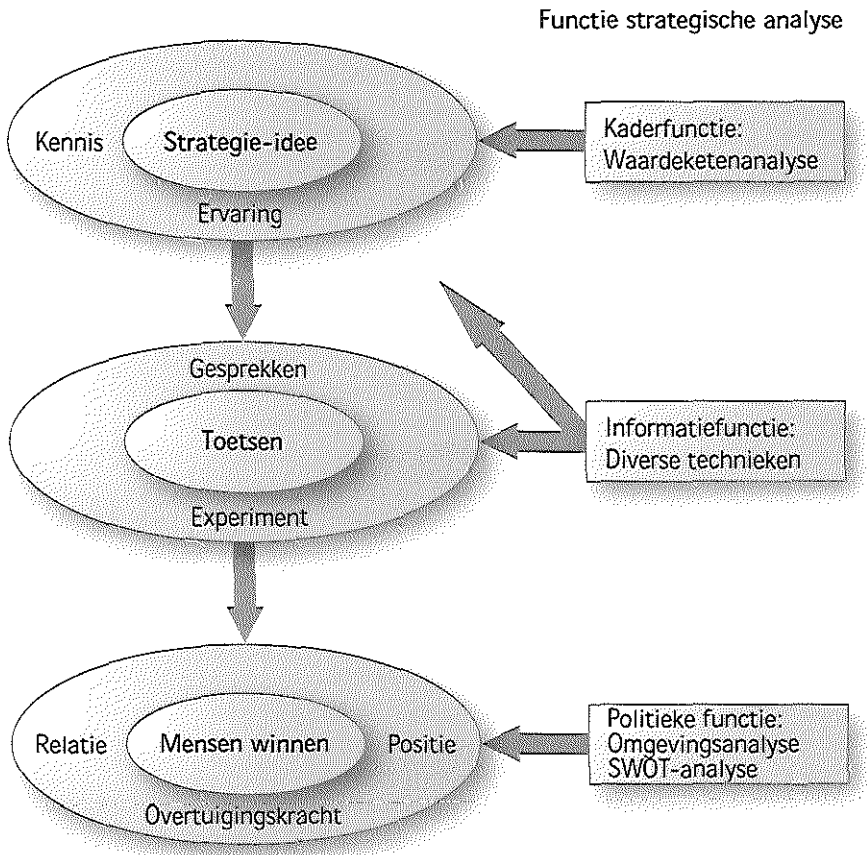 Functie strategische analyse
Kennis
Strategie-idee
Ervaring
Kaderfunctie:
Waardeketenanalyse
Gesprekken
Toetsen
Experiment
Informatiefunctie:
Diverse technieken
Relatie
Mensen winnen
Positie
Overtuigingskracht
Politieke functie:
Omgevingsanalyse
SWOT-analyse